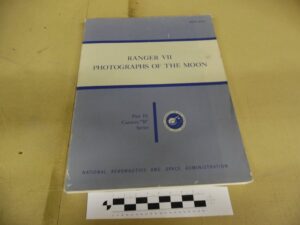 RANGER VII
PHOTOGRAPHS OF THE MOON
Part III
Camera "P"
Series
NATIONAL AERONAUTICS AND SPACE ADMINISTRATION